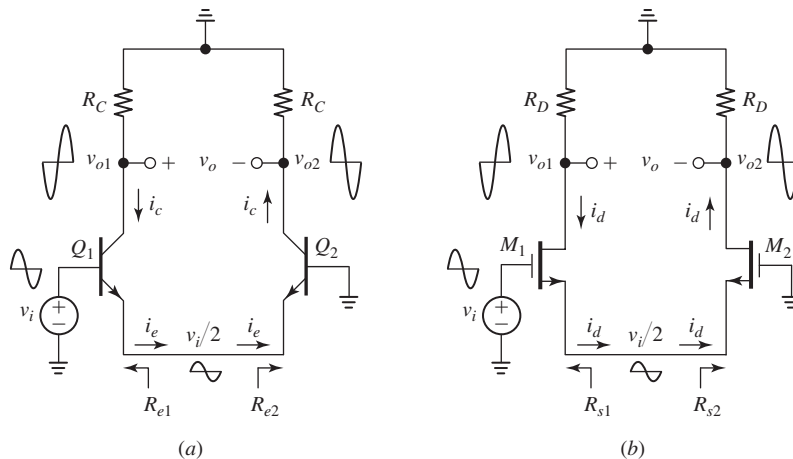 R_C R_C R_D R_D
v_o1 + v_o − v_o2 v_o1 + v_o − v_o2
i_c i_c i_d i_d
Q_1 Q_2 M_1 M_2
v_i + − v_i + −
i_e v_i/2 i_e i_d v_i/2 i_d
R_e1 R_e2 R_s1 R_s2
(a) (b)